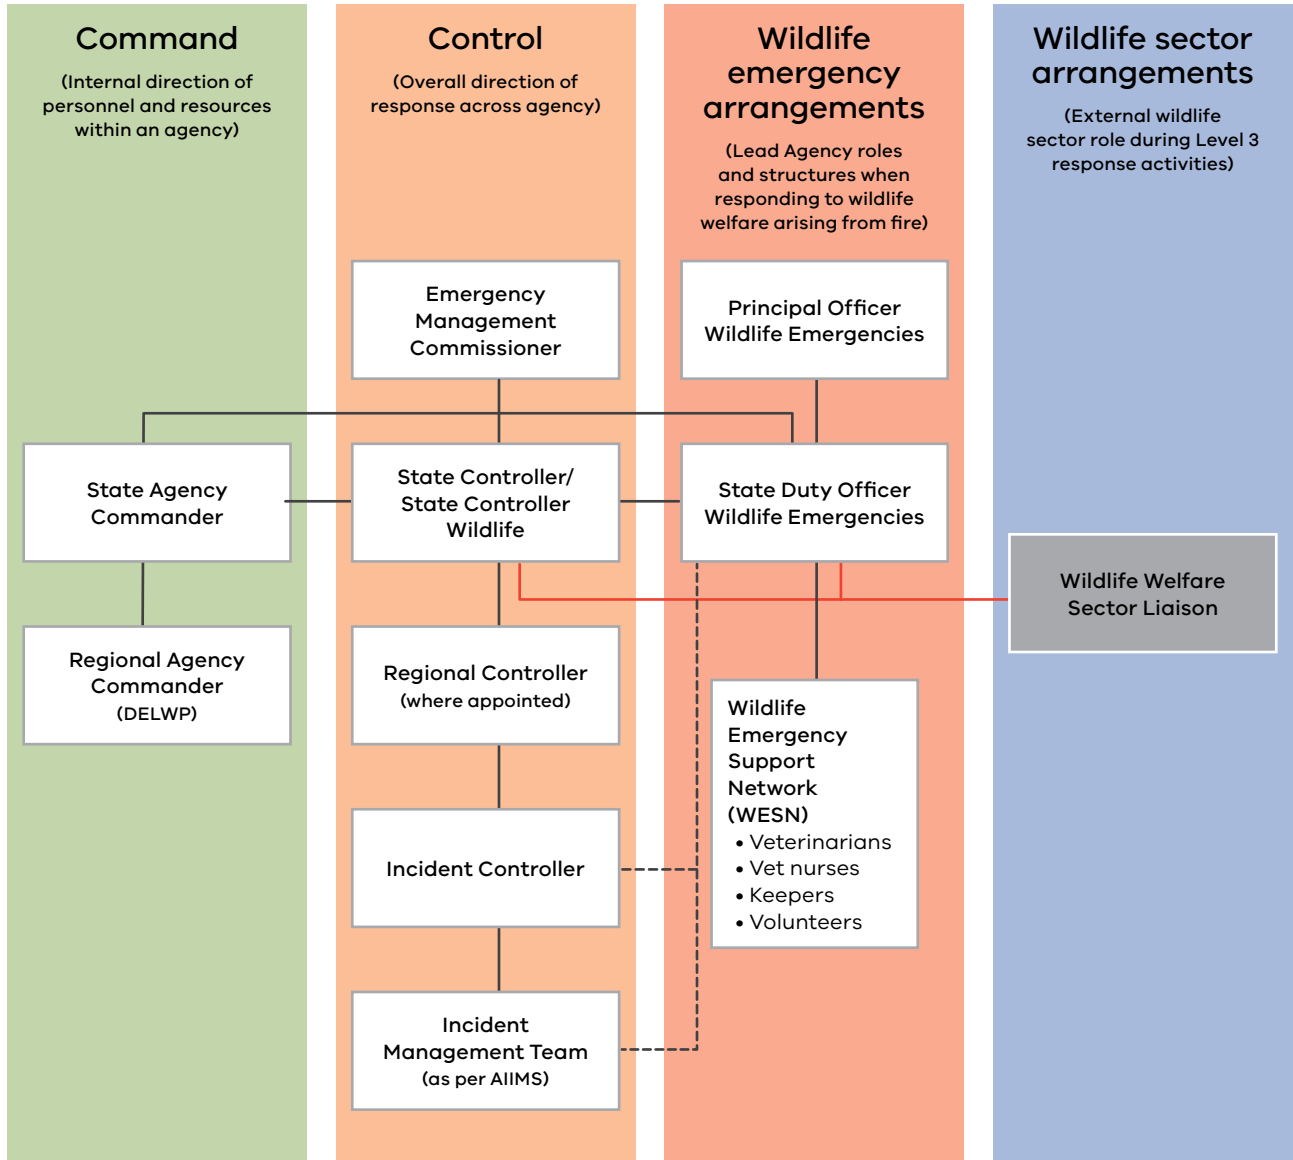 Command
(Internal direction of
personnel and resources
within an agency)
Control
(Overall direction of
response across agency)
Wildlife
emergency
arrangements
(Lead Agency roles
and structures when
responding to wildlife
welfare arising from fire)
Wildlife sector
arrangements
(External wildlife
sector role during Level 3
response activities)
Emergency
Management
Commissioner
Principal Officer
Wildlife Emergencies
State Agency
Commander
State Controller/
State Controller
Wildlife
State Duty Officer
Wildlife Emergencies
Wildlife Welfare
Sector Liaison
Regional Agency
Commander
(DELWP)
Regional Controller
(where appointed)
Wildlife
Emergency
Support
Network
(WESN)
• Veterinarians
• Vet nurses
• Keepers
• Volunteers
Incident Controller
Incident
Management Team
(as per AIIMS)